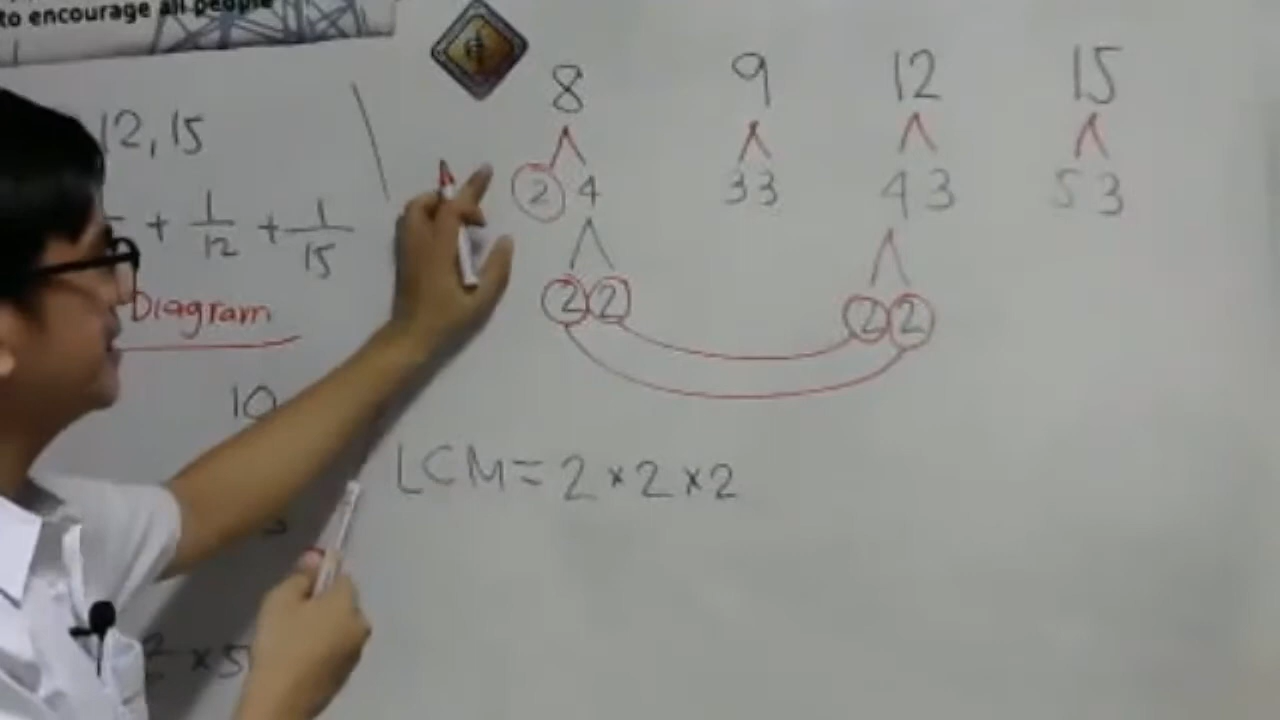 to encourage all people
12, 15
+ 1/12 + 1/15
Diagram
10
× 5
8 9 12 15
2 4 3 3 4 3 5 3
2 2 2 2
LCM = 2 × 2 × 2